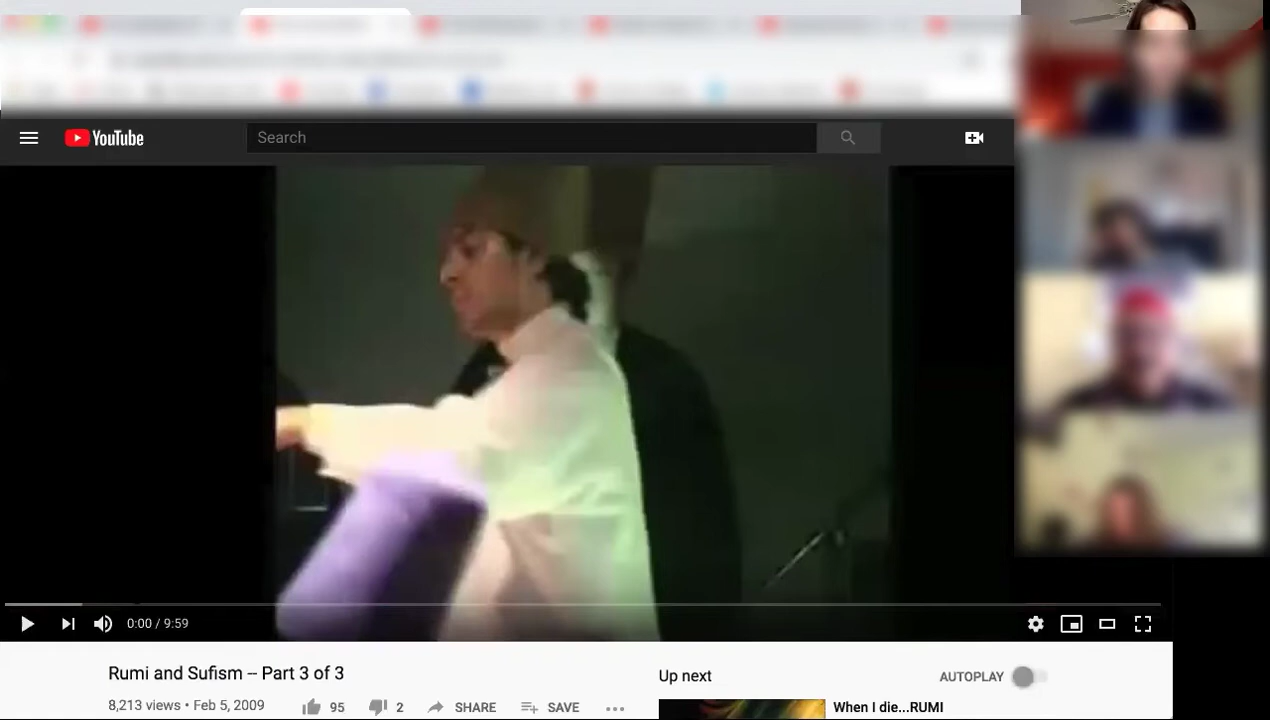 YouTube
Search
0:00 / 9:59
Rumi and Sufism – Part 3 of 3
8,213 views • Feb 5, 2009
95
2
SHARE
SAVE
Up next
AUTOPLAY
When I die...RUMI